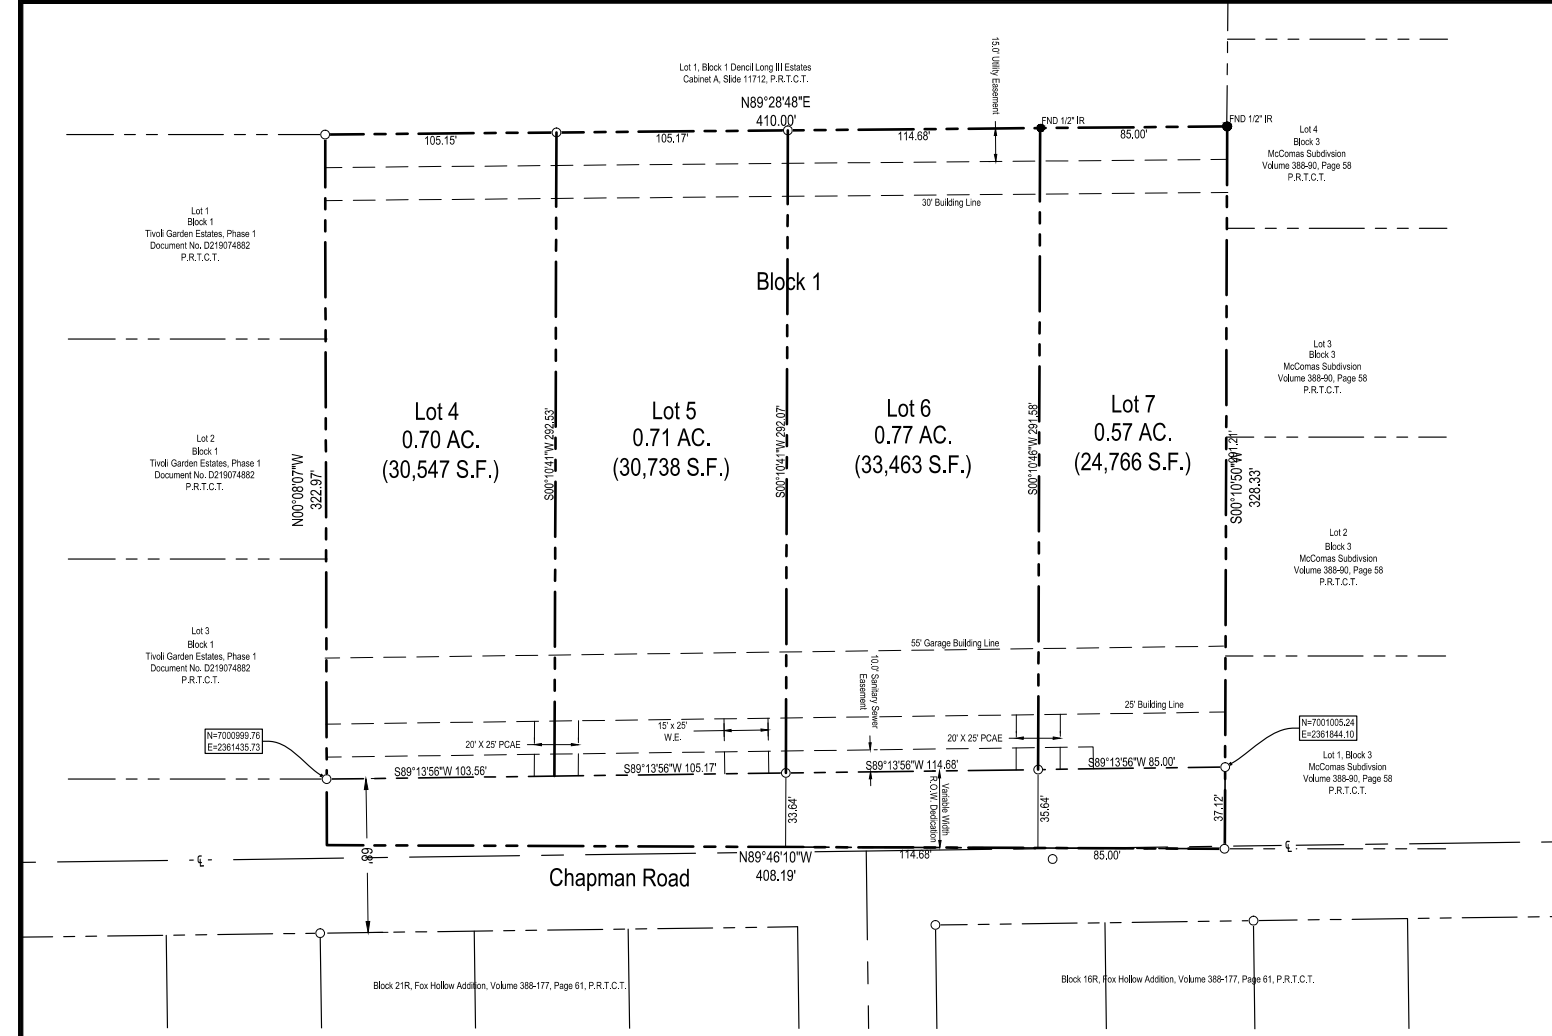 Lot 1, Block 1 Dencil Long III Estates
Cabinet A, Slide 11712, P.R.T.C.T.
N89°28'48"E
410.00'
15.0' Utility Easement
105.15'
105.17'
114.68'
FND 1/2" IR
85.00'
FND 1/2" IR
Lot 4
Block 3
McComas Subdivsion
Volume 388-90, Page 58
P.R.T.C.T.
30' Building Line
Lot 1
Block 1
Tivoli Garden Estates, Phase 1
Document No. D219074882
P.R.T.C.T.
Block 1
Lot 3
Block 3
McComas Subdivsion
Volume 388-90, Page 58
P.R.T.C.T.
Lot 4
0.70 AC.
(30,547 S.F.)
Lot 5
0.71 AC.
(30,738 S.F.)
Lot 6
0.77 AC.
(33,463 S.F.)
Lot 7
0.57 AC.
(24,766 S.F.)
S00°10'41"W 292.53'
S00°10'41"W 292.07'
S00°10'46"W 291.58'
291.21'
S00°10'50"W
328.33'
N00°08'07"W
322.97'
Lot 2
Block 1
Tivoli Garden Estates, Phase 1
Document No. D219074882
P.R.T.C.T.
Lot 2
Block 3
McComas Subdivsion
Volume 388-90, Page 58
P.R.T.C.T.
Lot 3
Block 1
Tivoli Garden Estates, Phase 1
Document No. D219074882
P.R.T.C.T.
55' Garage Building Line
10.0' Sanitary Sewer
Easement
25' Building Line
N=7000999.76
E=2361435.73
20' X 25' PCAE
15' x 25'
W.E.
20' X 25' PCAE
N=7001005.24
E=2361844.10
Lot 1, Block 3
McComas Subdivsion
Volume 388-90, Page 58
P.R.T.C.T.
S89°13'56"W 103.56'
S89°13'56"W 105.17'
S89°13'56"W 114.68'
S89°13'56"W 85.00'
33.64'
Variable Width
R.O.W. Dedication
35.64'
37.12'
68'
N89°46'10"W
408.19'
114.68'
85.00'
Chapman Road
Block 21R, Fox Hollow Addition, Volume 388-177, Page 61, P.R.T.C.T.
Block 16R, Fox Hollow Addition, Volume 388-177, Page 61, P.R.T.C.T.